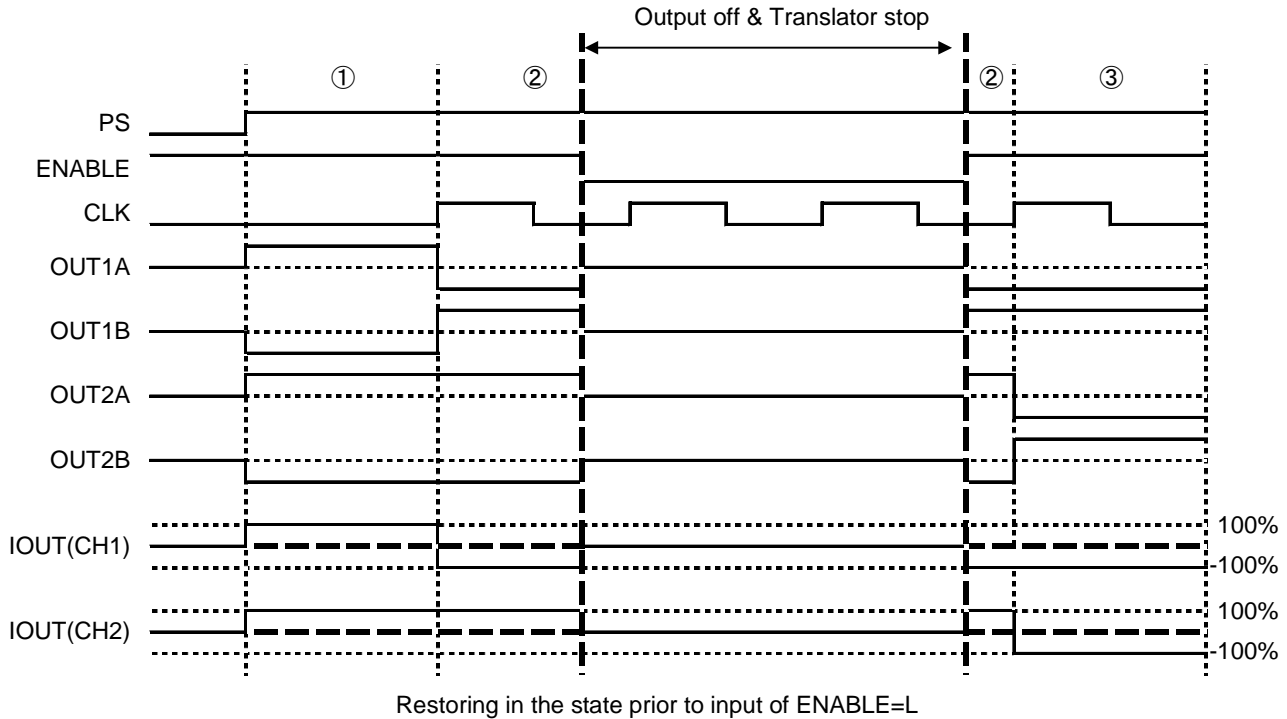 Output off & Translator stop
① ② ② ③
PS
ENABLE
CLK
OUT1A
OUT1B
OUT2A
OUT2B
IOUT(CH1) 100%
-100%
IOUT(CH2) 100%
-100%
Restoring in the state prior to input of ENABLE=L